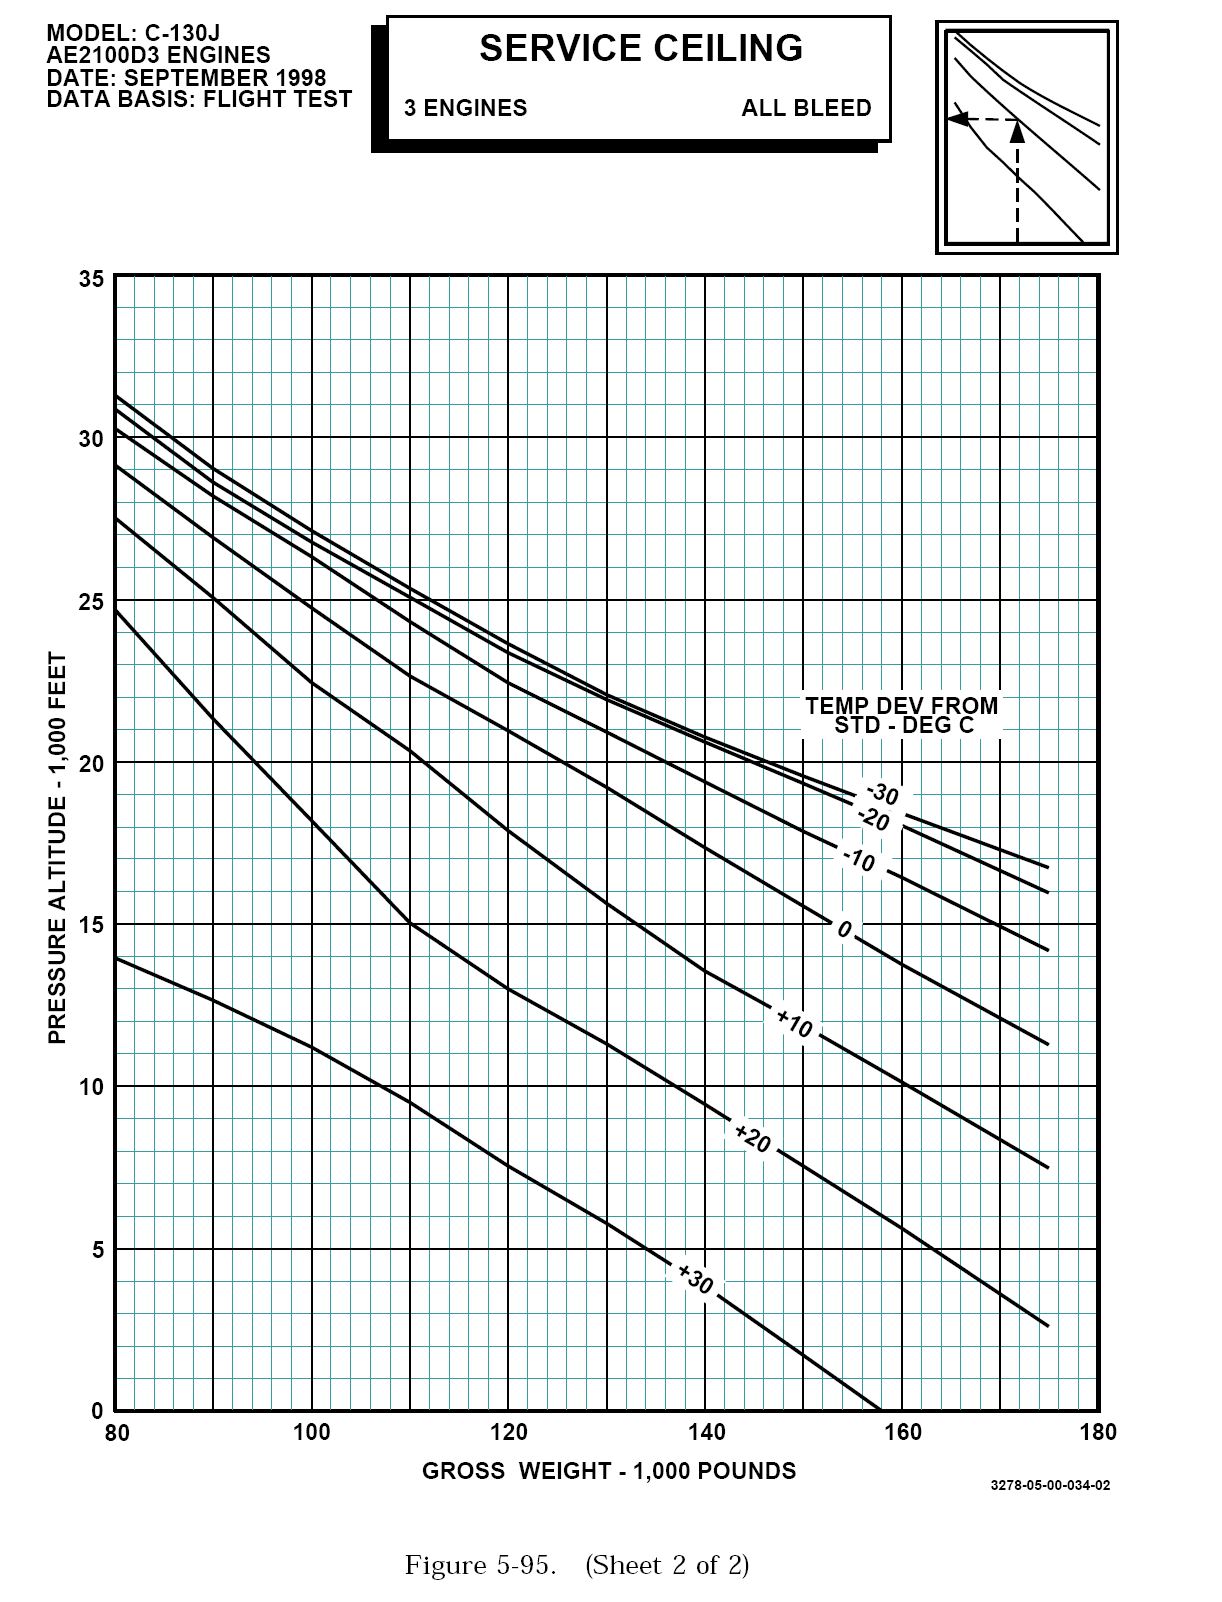 MODEL: C-130J
AE2100D3 ENGINES
DATE: SEPTEMBER 1998
DATA BASIS: FLIGHT TEST
SERVICE CEILING
3 ENGINES ALL BLEED
35
30
25
20
15
10
5
0
PRESSURE ALTITUDE - 1,000 FEET
TEMP DEV FROM
STD - DEG C
-30
-20
-10
0
+10
+20
+30
80 100 120 140 160 180
GROSS WEIGHT - 1,000 POUNDS
3278-05-00-034-02
Figure 5-95. (Sheet 2 of 2)